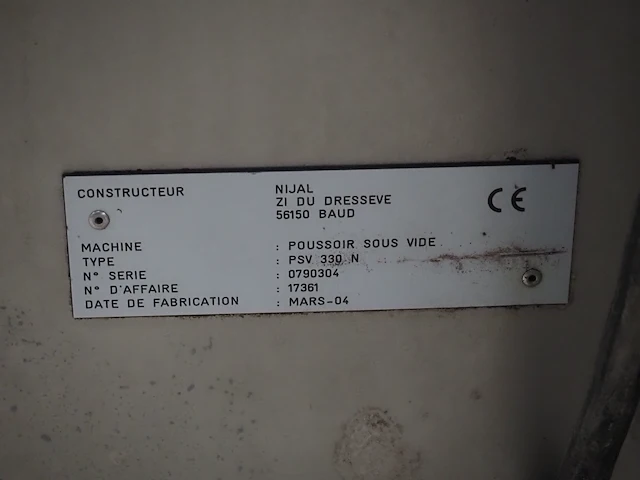 CONSTRUCTEUR NIJAL
ZI DU DRESSEVE
56150 BAUD
CE
MACHINE : POUSSOIR SOUS VIDE
TYPE : PSV 330 N
N° SERIE : 0790304
N° D'AFFAIRE : 17361
DATE DE FABRICATION : MARS-04